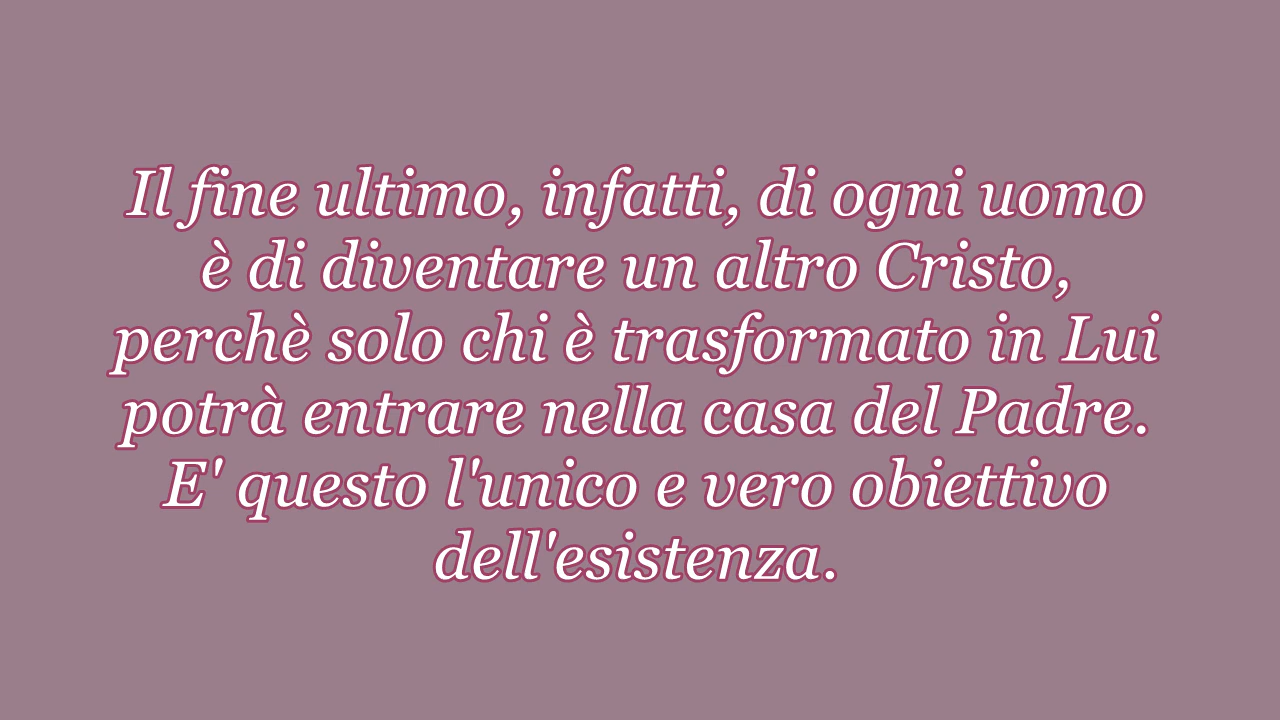 Il fine ultimo, infatti, di ogni uomo
è di diventare un altro Cristo,
perchè solo chi è trasformato in Lui
potrà entrare nella casa del Padre.
E' questo l'unico e vero obiettivo
dell'esistenza.